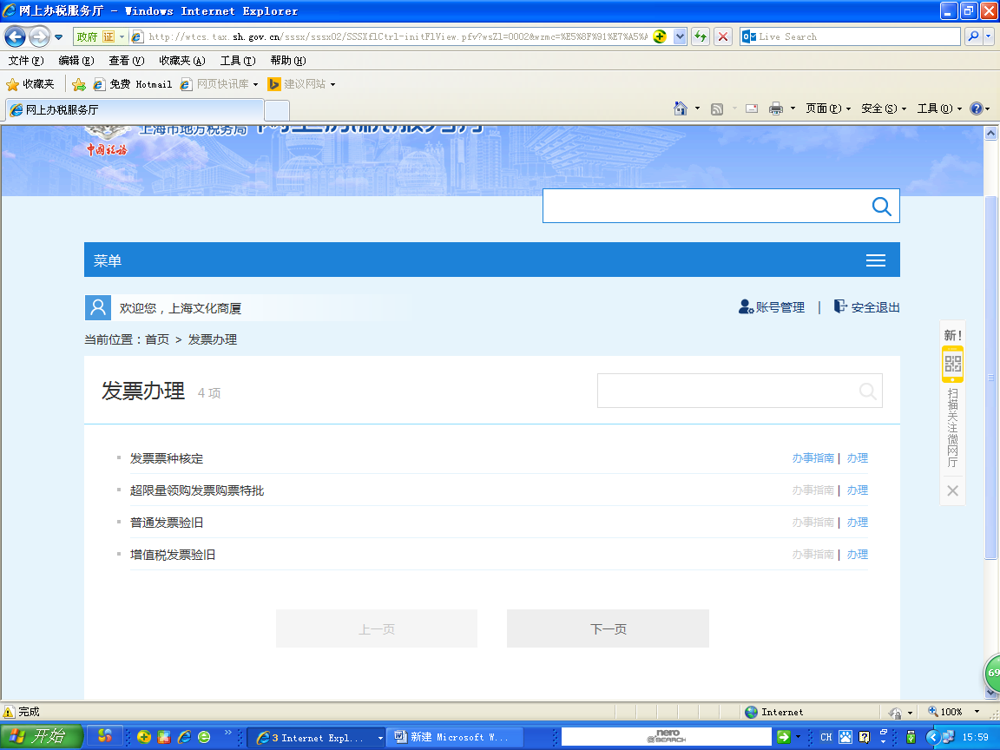 网上办税服务厅 - Windows Internet Explorer
政府 证 http://wtcs.tax.sh.gov.cn/sssx/sssx02/SSSXflCtrl-initFlView.pfv?wsZl=0002&wzmc=%E5%8F%91%E7%A5%A Live Search
文件(F) 编辑(E) 查看(V) 收藏夹(A) 工具(T) 帮助(H)
收藏夹 免费 Hotmail 网页快讯库 建议网站
网上办税服务厅 页面(P) 安全(S) 工具(O)
上海市地方税务局 网上办税服务厅
中国税务
菜单
欢迎您，上海文化商厦 账号管理 | 安全退出
当前位置：首页 > 发票办理
新!
扫描关注微网厅
发票办理 4 项
发票票种核定 办事指南 | 办理
超限量领购发票购票特批 办事指南 | 办理
普通发票验旧 办事指南 | 办理
增值税发票验旧 办事指南 | 办理
上一页 下一页
69
完成 Internet 100%
开始 3 Internet Expl... 新建 Microsoft W... nero SEARCH CH 15:59